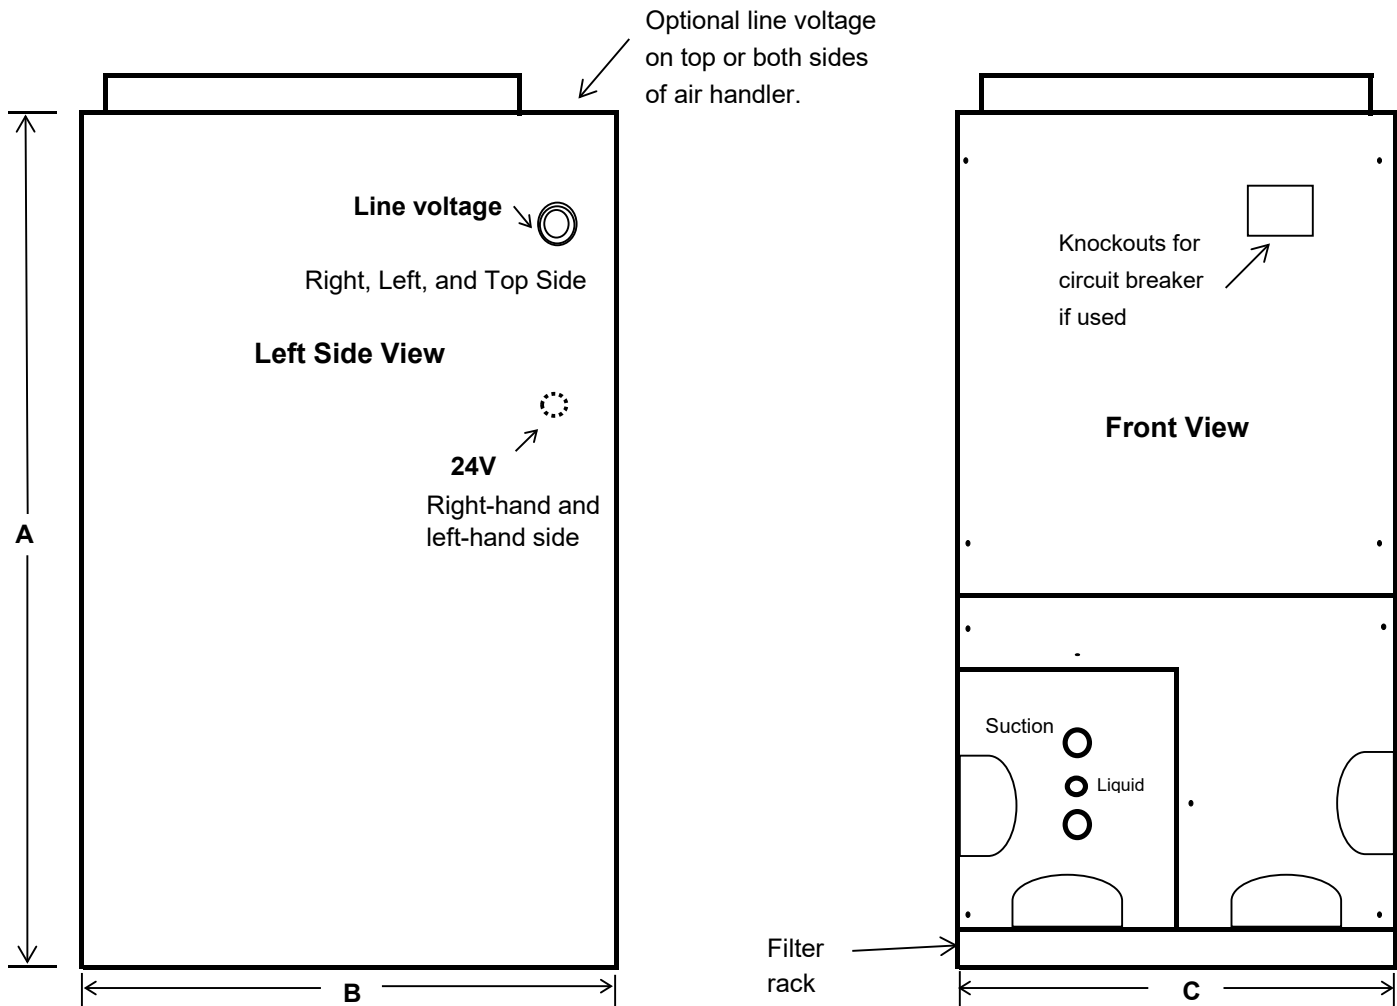 Optional line voltage
on top or both sides
of air handler.
Line voltage
Right, Left, and Top Side
Left Side View
24V
Right-hand and
left-hand side
A
B
Knockouts for
circuit breaker
if used
Front View
Suction
Liquid
Filter
rack
C